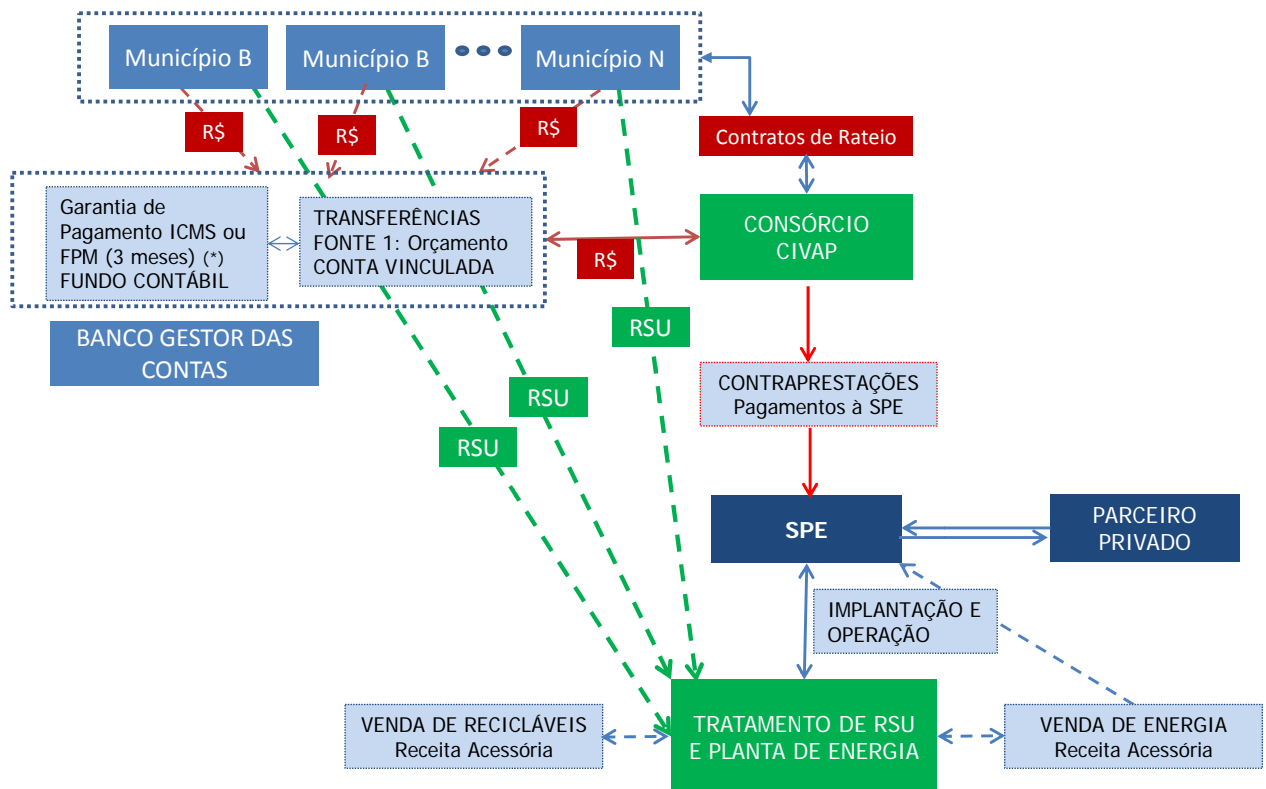 Município B
Município B
Município N
R$
R$
R$
Contratos de Rateio
Garantia de
Pagamento ICMS ou
FPM (3 meses) (*)
FUNDO CONTÁBIL
TRANSFERÊNCIAS
FONTE 1: Orçamento
CONTA VINCULADA
R$
CONSÓRCIO
CIVAP
BANCO GESTOR DAS
CONTAS
RSU
RSU
RSU
CONTRAPRESTAÇÕES
Pagamentos à SPE
SPE
PARCEIRO
PRIVADO
IMPLANTAÇÃO E
OPERAÇÃO
VENDA DE RECICLÁVEIS
Receita Acessória
TRATAMENTO DE RSU
E PLANTA DE ENERGIA
VENDA DE ENERGIA
Receita Acessória